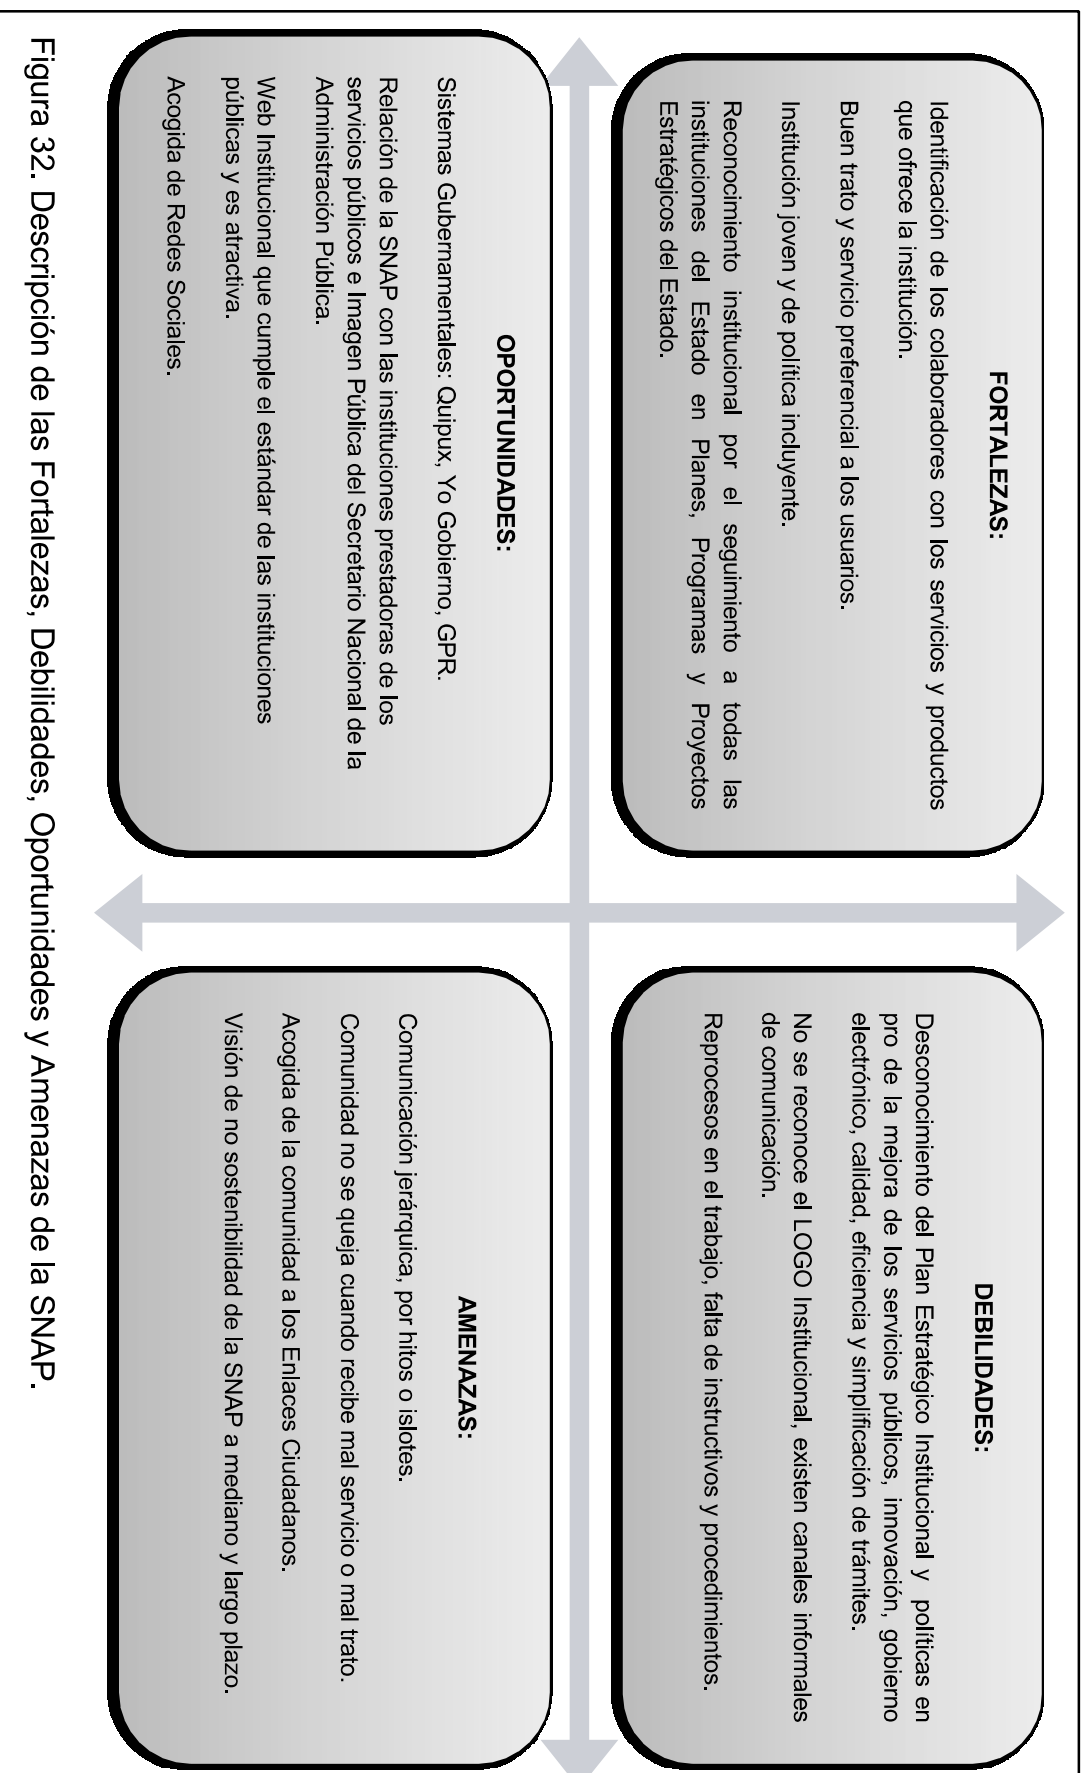 FORTALEZAS:
Identificación de los colaboradores con los servicios y productos
que ofrece la institución.
Buen trato y servicio preferencial a los usuarios.
Institución joven y de política incluyente.
Reconocimiento institucional por el seguimiento a todas las
instituciones del Estado en Planes, Programas y Proyectos
Estratégicos del Estado.
DEBILIDADES:
Desconocimiento del Plan Estratégico Institucional y políticas en
pro de la mejora de los servicios públicos, innovación, gobierno
electrónico, calidad, eficiencia y simplificación de trámites.
No se reconoce el LOGO Institucional, existen canales informales
de comunicación.
Reprocesos en el trabajo, falta de instructivos y procedimientos.
OPORTUNIDADES:
Sistemas Gubernamentales: Quipux, Yo Gobierno, GPR.
Relación de la SNAP con las instituciones prestadoras de los
servicios públicos e Imagen Pública del Secretario Nacional de la
Administración Pública.
Web Institucional que cumple el estándar de las instituciones
públicas y es atractiva.
Acogida de Redes Sociales.
AMENAZAS:
Comunicación jerárquica, por hitos o islotes.
Comunidad no se queja cuando recibe mal servicio o mal trato.
Acogida de la comunidad a los Enlaces Ciudadanos.
Visión de no sostenibilidad de la SNAP a mediano y largo plazo.
Figura 32. Descripción de las Fortalezas, Debilidades, Oportunidades y Amenazas de la SNAP.